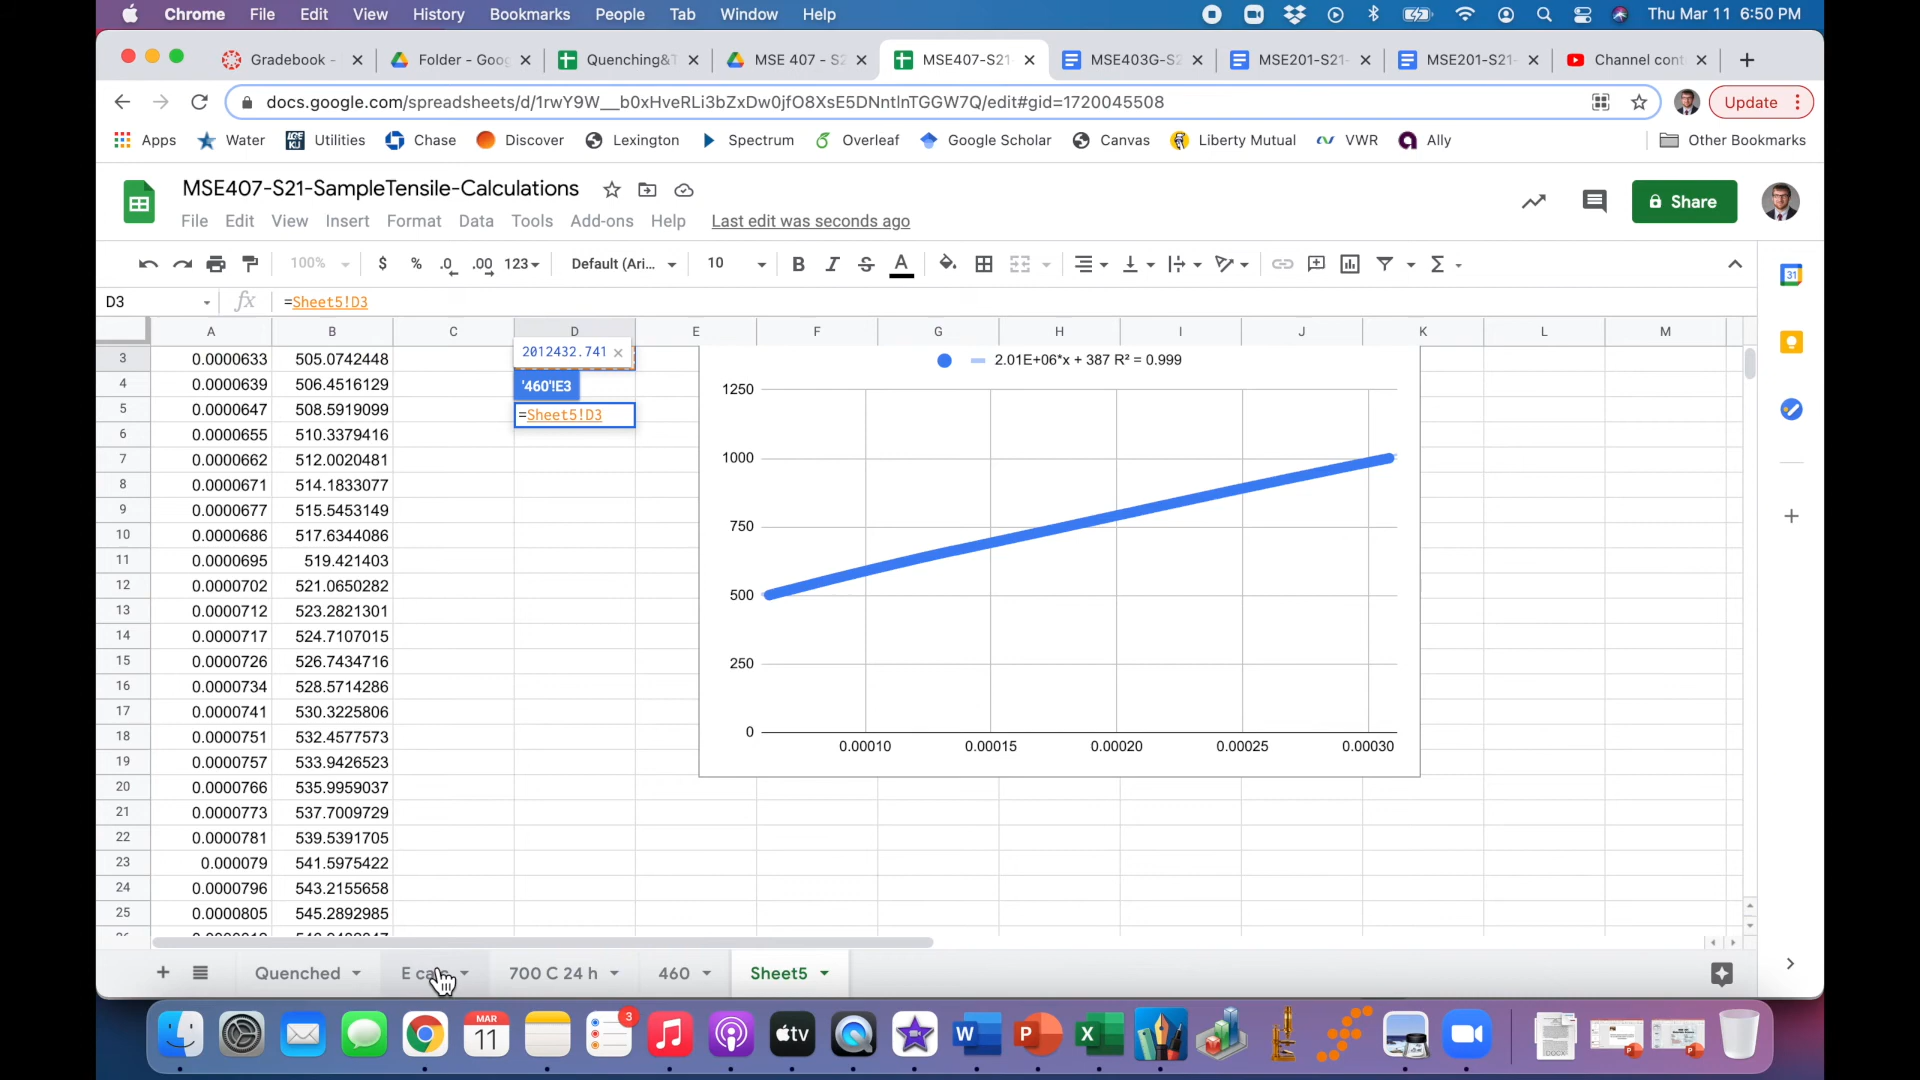 Chrome File Edit View History Bookmarks People Tab Window Help Thu Mar 11 6:50 PM
Gradebook - Folder - Goog Quenching&T MSE 407 - S2 MSE407-S21 MSE403G-S2 MSE201-S21- MSE201-S21- Channel cont
docs.google.com/spreadsheets/d/1rwY9W__b0xHveRLi3bZxDw0jfO8XsE5DNntlnTGGW7Q/edit#gid=1720045508 Update
Apps Water Utilities Chase Discover Lexington Spectrum Overleaf Google Scholar Canvas Liberty Mutual VWR Ally Other Bookmarks
MSE407-S21-SampleTensile-Calculations
Share
File Edit View Insert Format Data Tools Add-ons Help Last edit was seconds ago
100% $ % .0 .00 123 Default (Ari... 10 B I S A Σ
31
D3 fx =Sheet5!D3
A B C D E F G H I J K L M
3 0.0000633 505.0742448 2012432.741
2.01E+06*x + 387 R² = 0.999
4 0.0000639 506.4516129 '460'!E3
5 0.0000647 508.5919099 =Sheet5!D3
6 0.0000655 510.3379416
7 0.0000662 512.0020481
8 0.0000671 514.1833077
9 0.0000677 515.5453149
10 0.0000686 517.6344086
11 0.0000695 519.421403
12 0.0000702 521.0650282
13 0.0000712 523.2821301
14 0.0000717 524.7107015
15 0.0000726 526.7434716
16 0.0000734 528.5714286
17 0.0000741 530.3225806
18 0.0000751 532.4577573
19 0.0000757 533.9426523
20 0.0000766 535.9959037
21 0.0000773 537.7009729
22 0.0000781 539.5391705
23 0.000079 541.5975422
24 0.0000796 543.2155658
25 0.0000805 545.2892985
1250
1000
750
500
250
0
0.00010 0.00015 0.00020 0.00025 0.00030
Quenched E ca 700 C 24 h 460 Sheet5
MAR
11
3
tv
W
P
X
DOCX